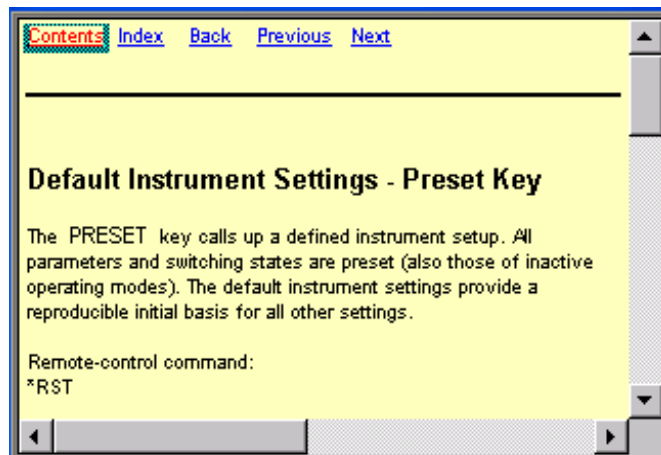 Contents Index Back Previous Next
Default Instrument Settings - Preset Key
The PRESET key calls up a defined instrument setup. All
parameters and switching states are preset (also those of inactive
operating modes). The default instrument settings provide a
reproducible initial basis for all other settings.
Remote-control command:
*RST